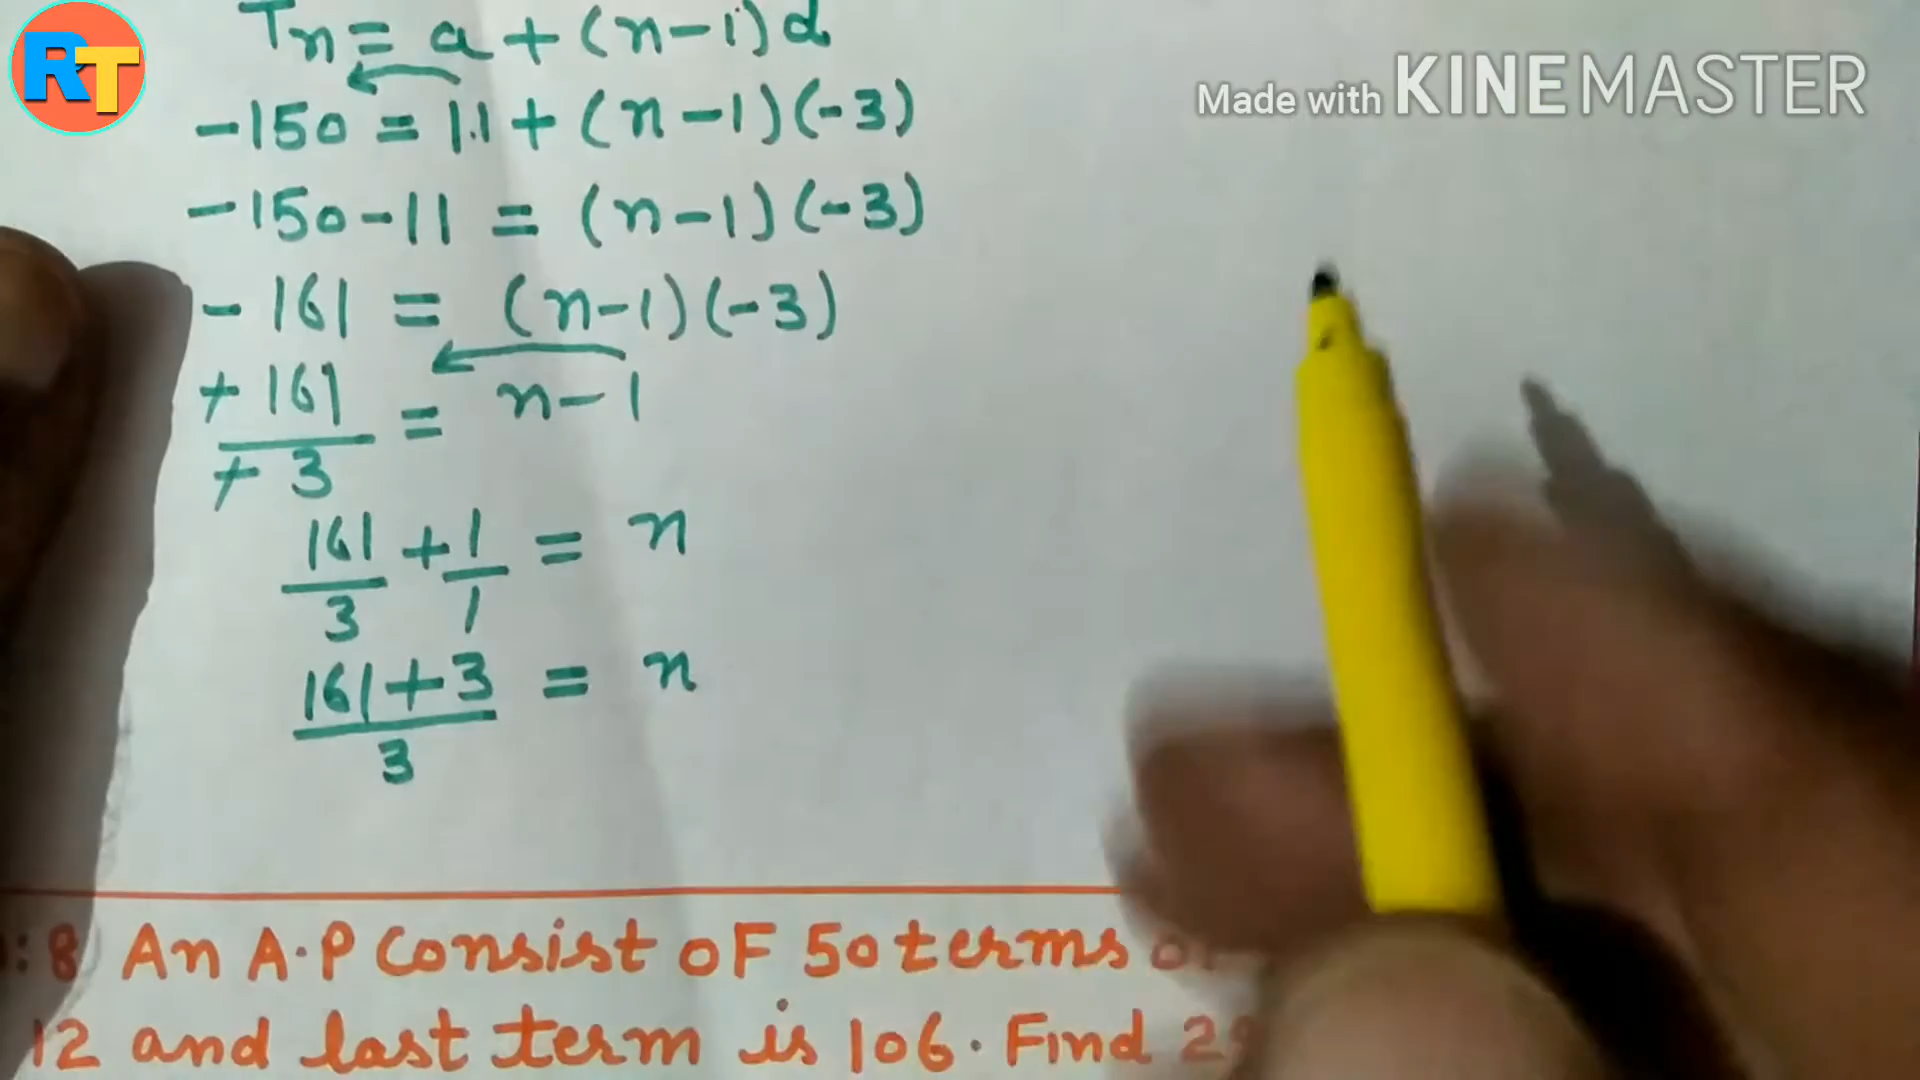 RT
Made with KINEMASTER
Tn = a + (n-1)d
-150 = 11 + (n-1)(-3)
-150-11 = (n-1)(-3)
-161 = (n-1)(-3)
+161/+3 = n-1
161/3 + 1/1 = n
161+3/3 = n
:8 An A.P Consist of 50 terms
12 and last term is 106. Find